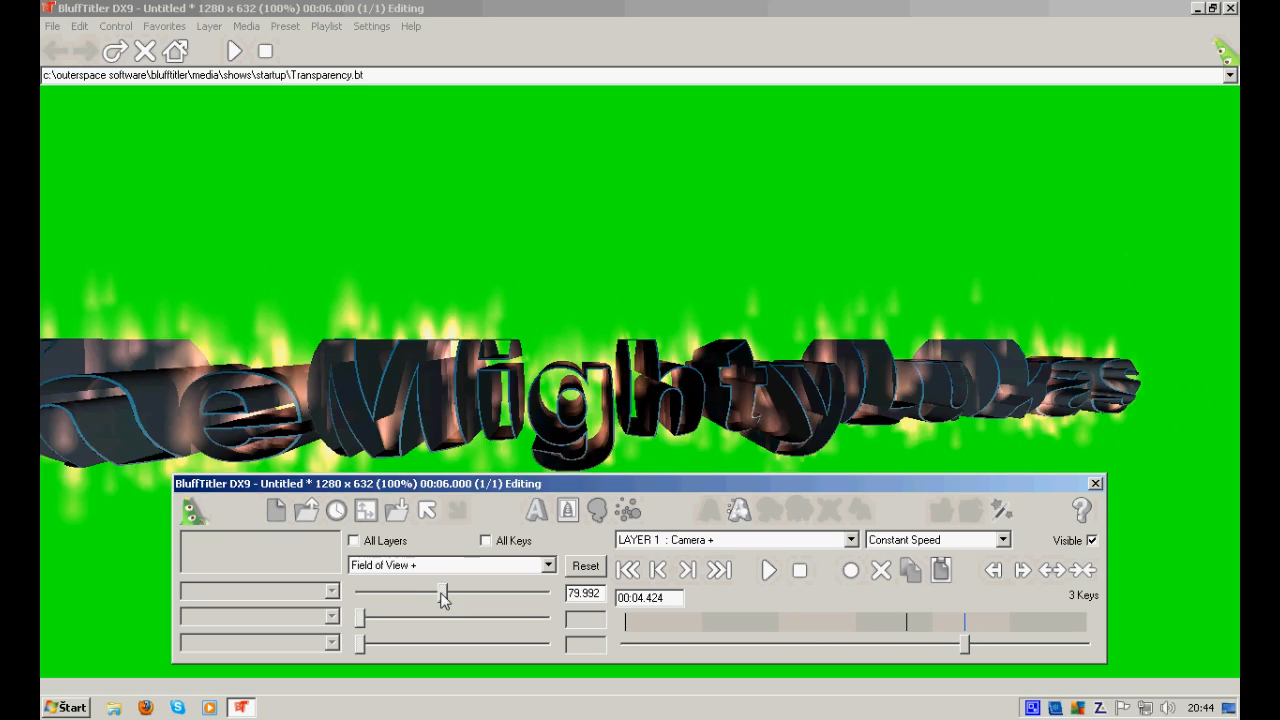 BluffTitler DX9 - Untitled * 1280 x 632 (100%) 00:06.000 (1/1) Editing
File Edit Control Favorites Layer Media Preset Playlist Settings Help
c:\outerspace software\blufftitler\media\shows\startup\Transparency.bt
heMightyLukas
BluffTitler DX9 - Untitled * 1280 x 632 (100%) 00:06.000 (1/1) Editing
All Layers All Keys LAYER 1 : Camera + Constant Speed Visible
Field of View + Reset
79.992 00:04.424 3 Keys
Štart 20:44